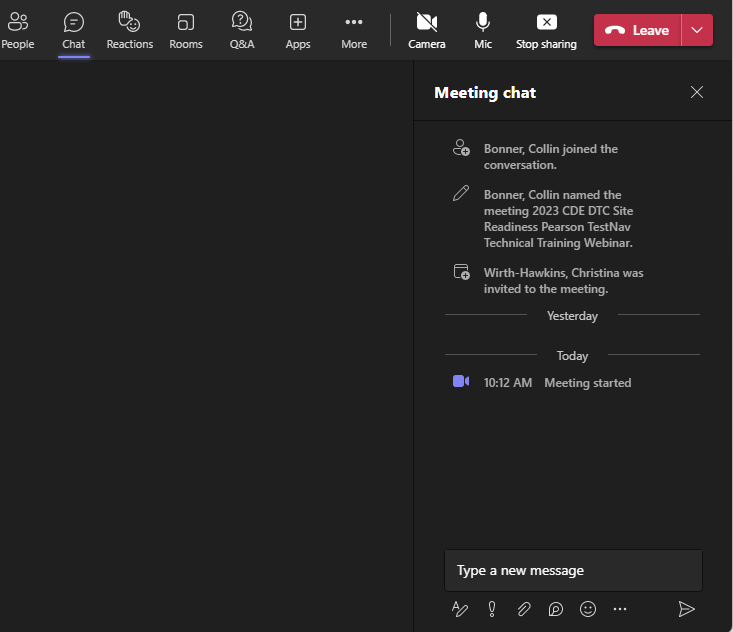 People
Chat
Reactions
Rooms
Q&A
Apps
More
Camera
Mic
Stop sharing
Leave
Meeting chat
Bonner, Collin joined the
conversation.
Bonner, Collin named the
meeting 2023 CDE DTC Site
Readiness Pearson TestNav
Technical Training Webinar.
Wirth-Hawkins, Christina was
invited to the meeting.
Yesterday
Today
10:12 AM Meeting started
Type a new message